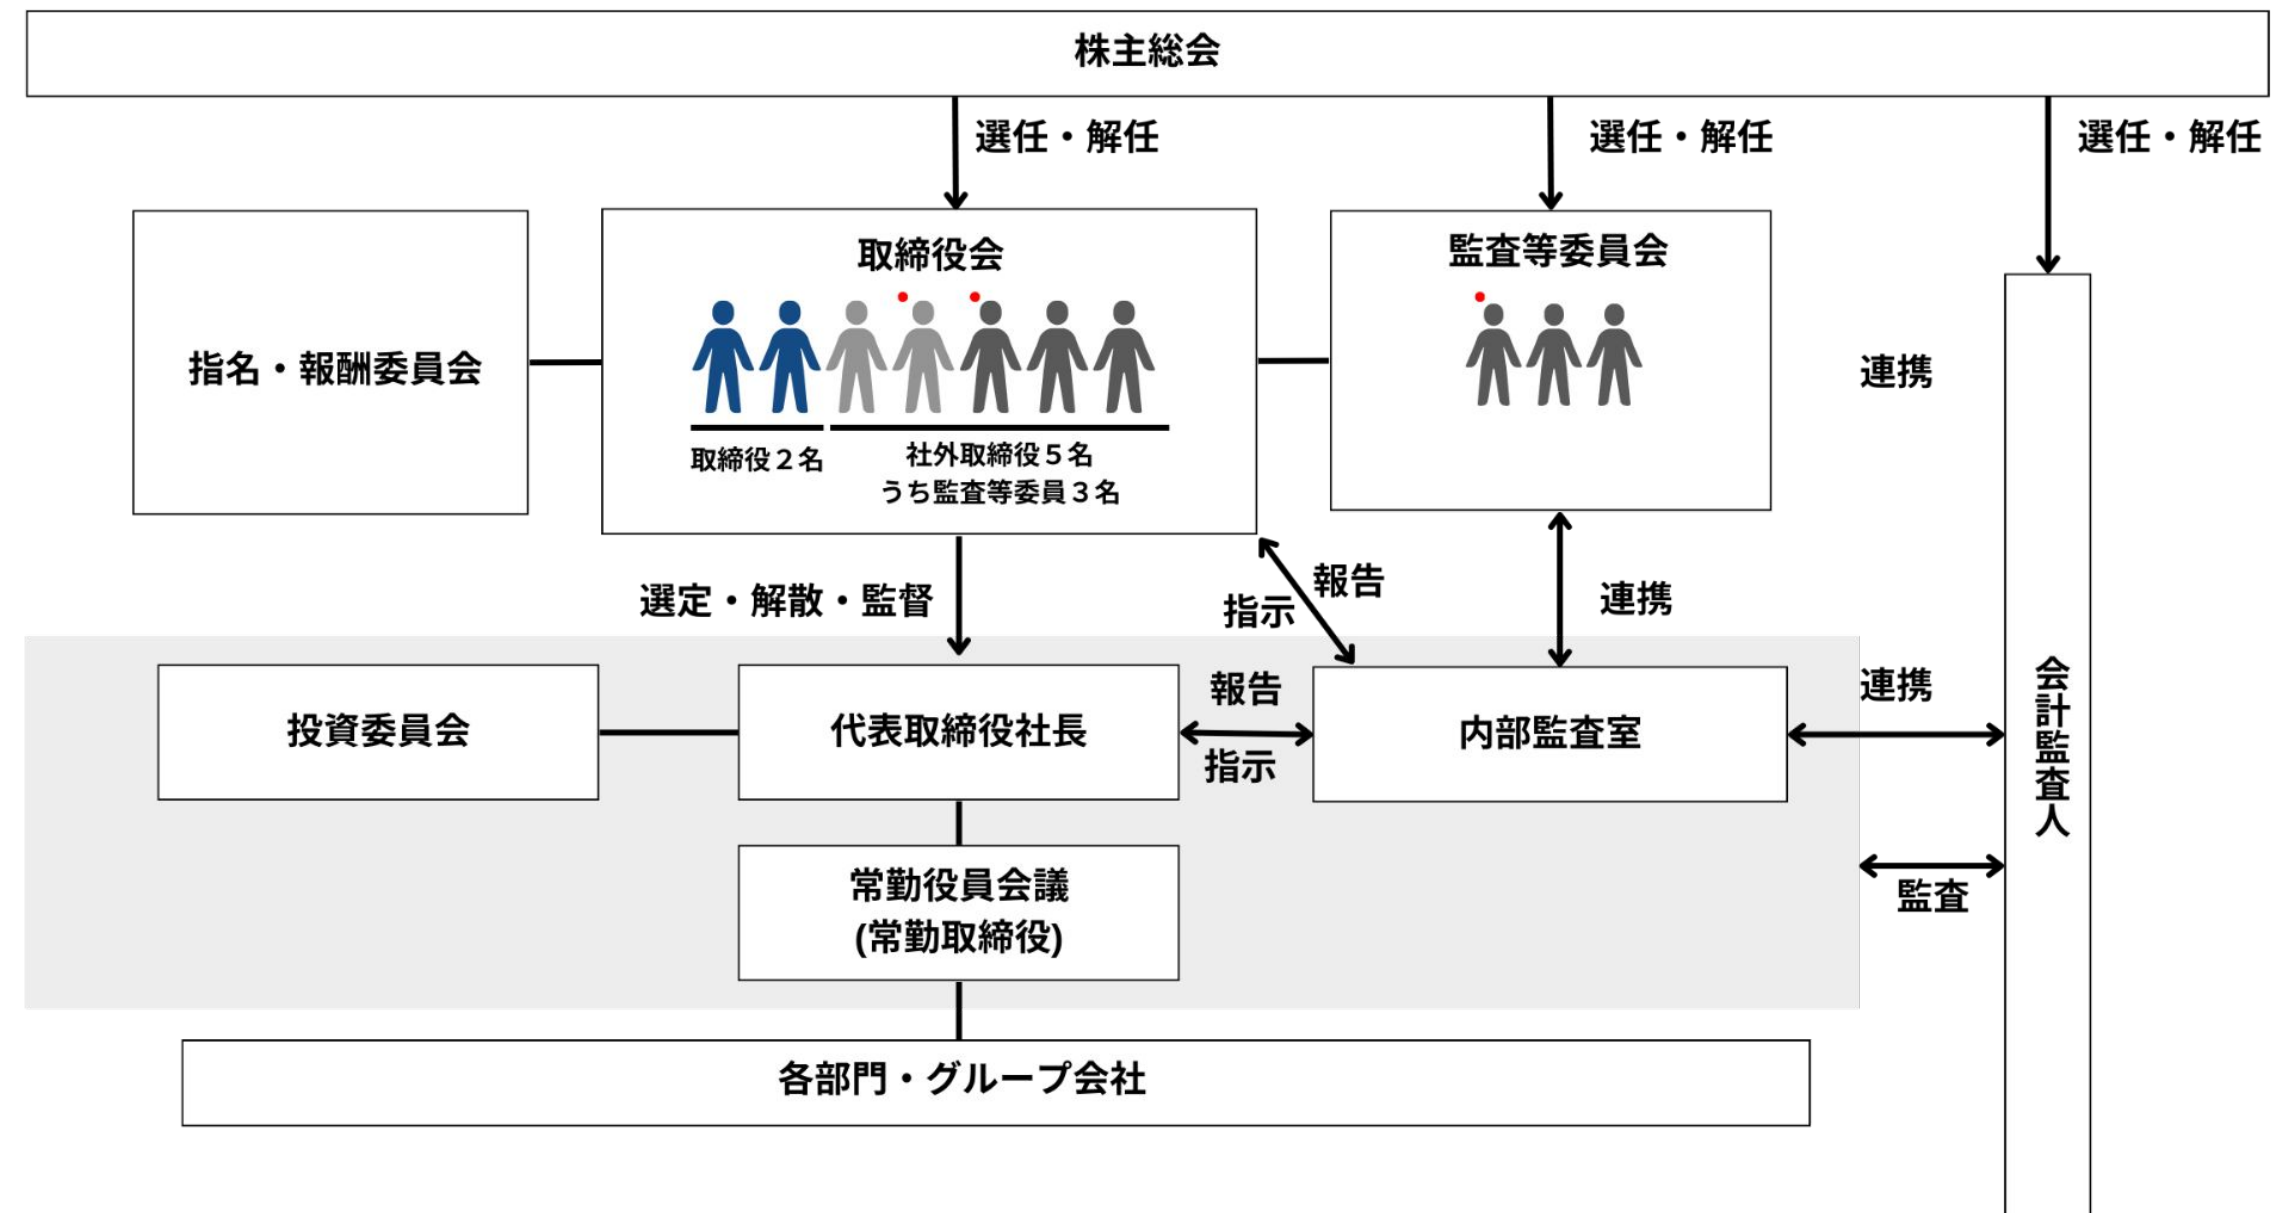 株主総会
選任・解任
選任・解任
選任・解任
指名・報酬委員会
取締役会
取締役２名
社外取締役５名
うち監査等委員３名
監査等委員会
連携
選定・解散・監督
報告
指示
連携
投資委員会
代表取締役社長
報告
指示
内部監査室
連携
会計監査人
常勤役員会議
(常勤取締役)
監査
各部門・グループ会社